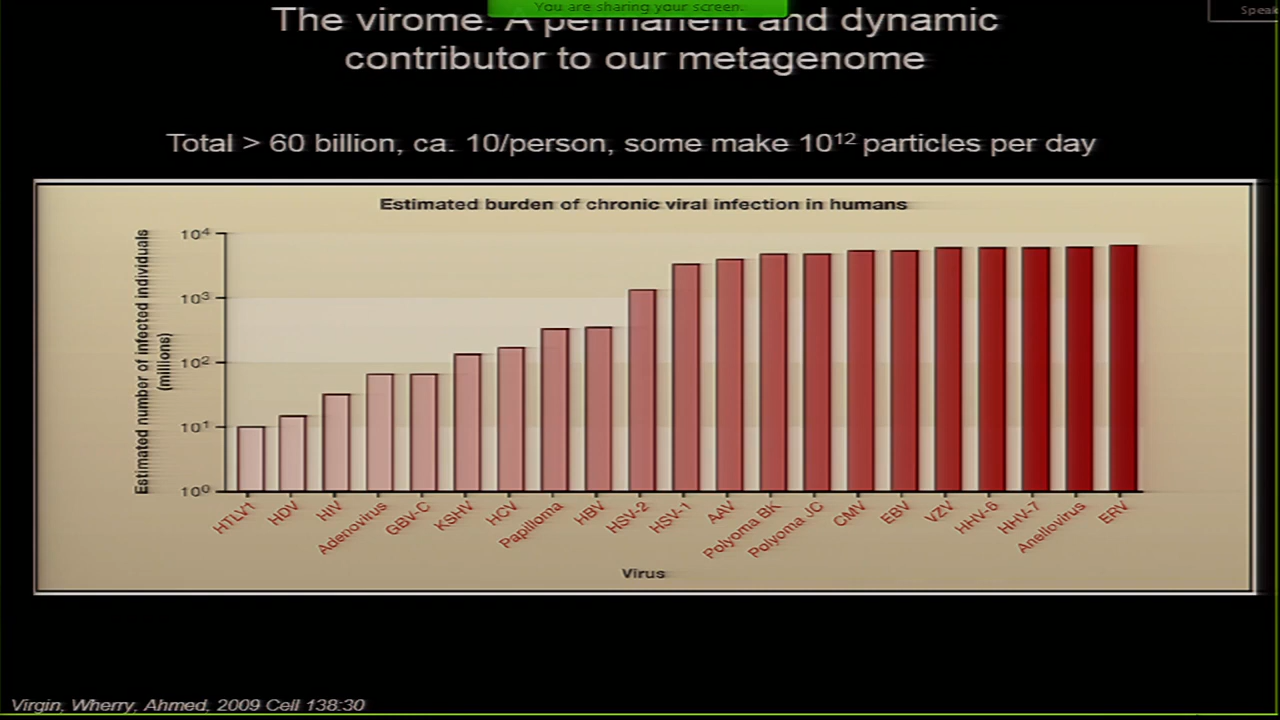 You are sharing your screen.
Speak
The virome. A permanent and dynamic
contributor to our metagenome
Total > 60 billion, ca. 10/person, some make 10¹² particles per day
Estimated burden of chronic viral infection in humans
Estimated number of infected individuals
(millions)
10⁴
10³
10²
10¹
10⁰
HTLV1
HDV
HIV
Adenovirus
GBV-C
KSHV
HCV
Papilloma
HBV
HSV-2
HSV-1
AAV
Polyoma BK
Polyoma JC
CMV
EBV
VZV
HHV-6
HHV-7
Anellovirus
ERV
Virus
Virgin, Wherry, Ahmed, 2009 Cell 138:30